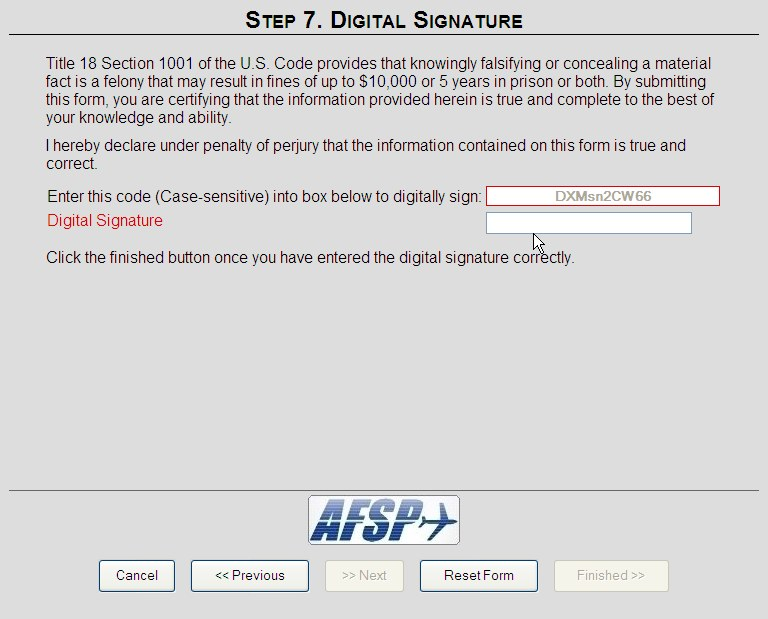 STEP 7. DIGITAL SIGNATURE
Title 18 Section 1001 of the U.S. Code provides that knowingly falsifying or concealing a material
fact is a felony that may result in fines of up to $10,000 or 5 years in prison or both. By submitting
this form, you are certifying that the information provided herein is true and complete to the best of
your knowledge and ability.
I hereby declare under penalty of perjury that the information contained on this form is true and
correct.
Enter this code (Case-sensitive) into box below to digitally sign: DXMsn2CW66
Digital Signature
Click the finished button once you have entered the digital signature correctly.
AFSP
Cancel << Previous >> Next Reset Form Finished >>